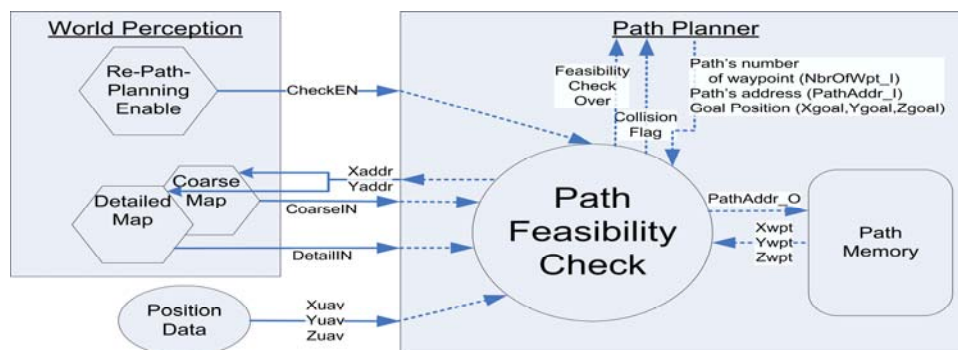 World Perception
Re-Path-
Planning
Enable
CheckEN
Coarse
Map
Detailed
Map
Xaddr
Yaddr
CoarseIN
DetailIN
Position
Data
Xuav
Yuav
Zuav
Path Planner
Feasibility
Check
Over
Collision
Flag
Path's number
of waypoint (NbrOfWpt_I)
Path's address (PathAddr_I)
Goal Position (Xgoal,Ygoal,Zgoal)
Path
Feasibility
Check
PathAddr_O
Xwpt
Ywpt
Zwpt
Path
Memory